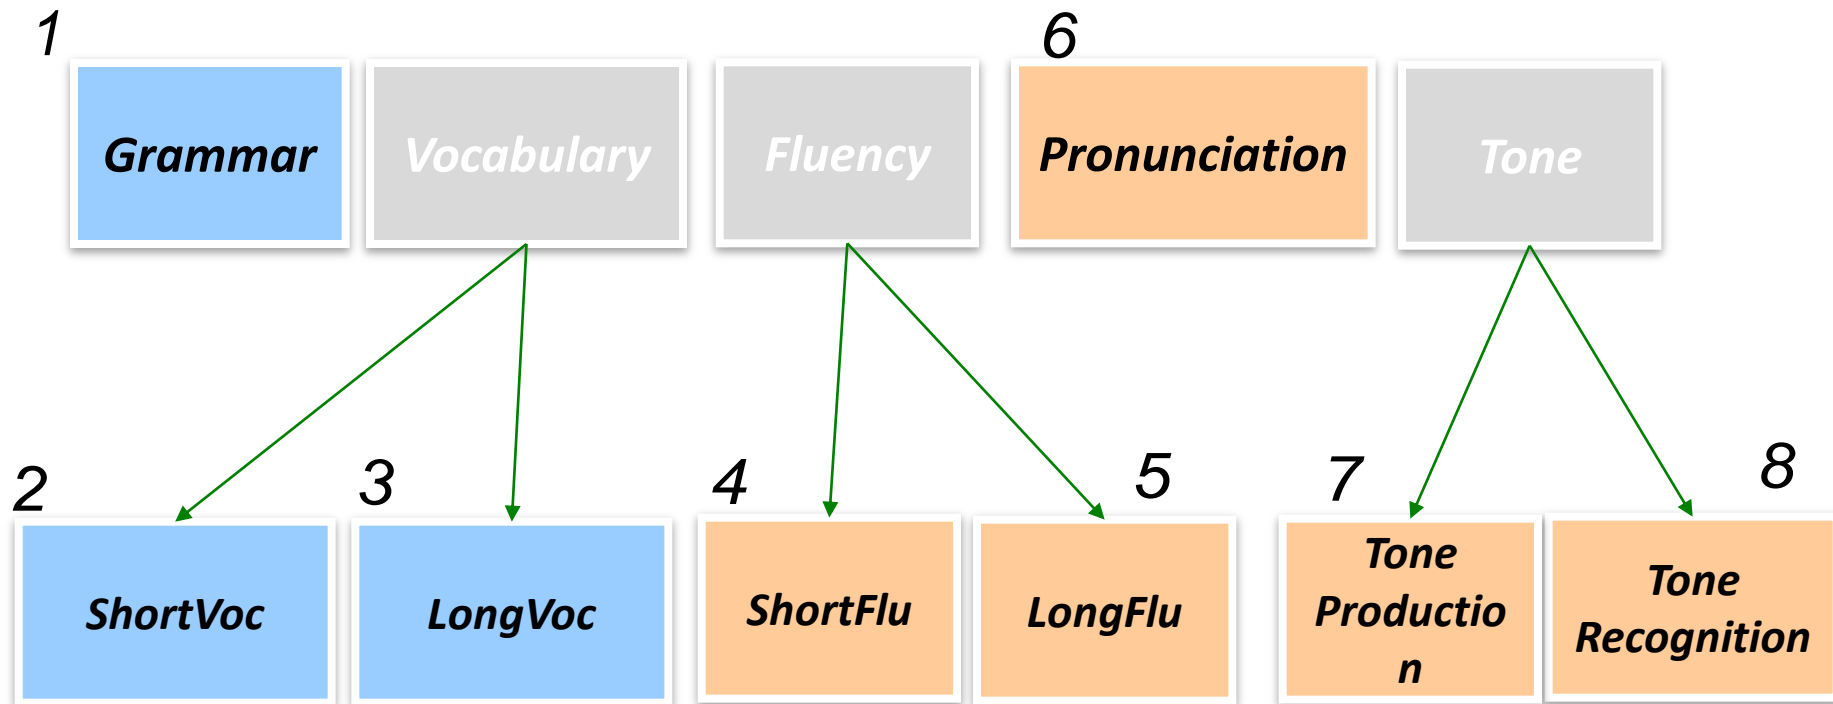 1
6
Grammar
Vocabulary
Fluency
Pronunciation
Tone
2
3
4
5
7
8
ShortVoc
LongVoc
ShortFlu
LongFlu
Tone
Productio
n
Tone
Recognition